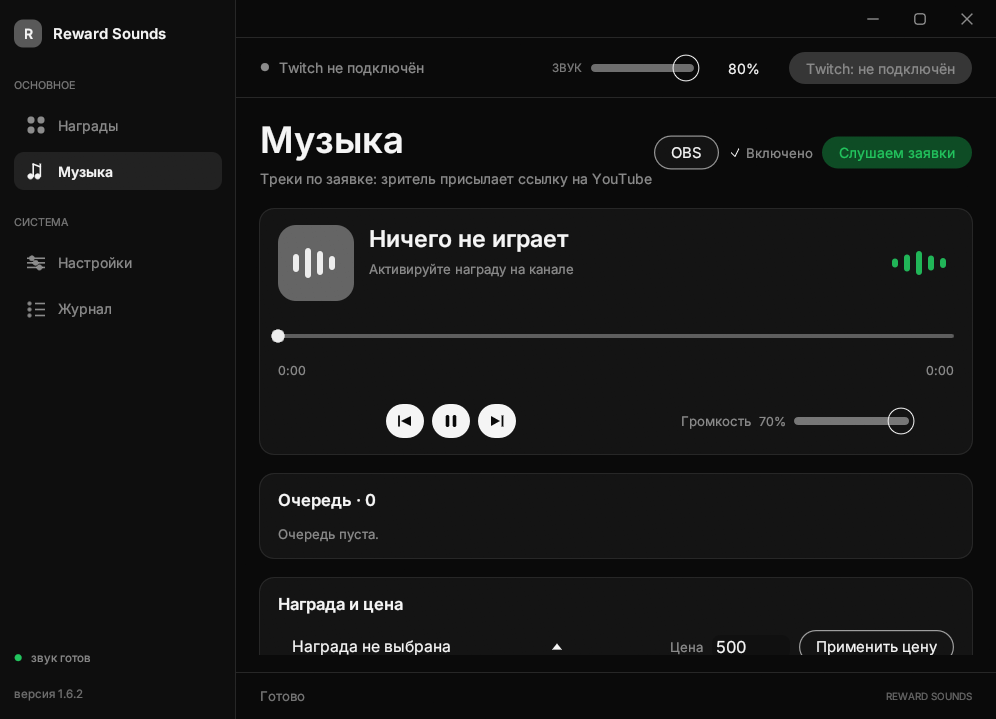 R Reward Sounds
ОСНОВНОЕ
Награды
Музыка
СИСТЕМА
Настройки
Журнал
звук готов
версия 1.6.2
Twitch не подключён
ЗВУК
80%
Twitch: не подключён
Музыка
Треки по заявке: зритель присылает ссылку на YouTube
OBS
Включено
Слушаем заявки
Ничего не играет
Активируйте награду на канале
0:00
0:00
Громкость 70%
Очередь · 0
Очередь пуста.
Награда и цена
Награда не выбрана
Цена
500
Применить цену
Готово
REWARD SOUNDS